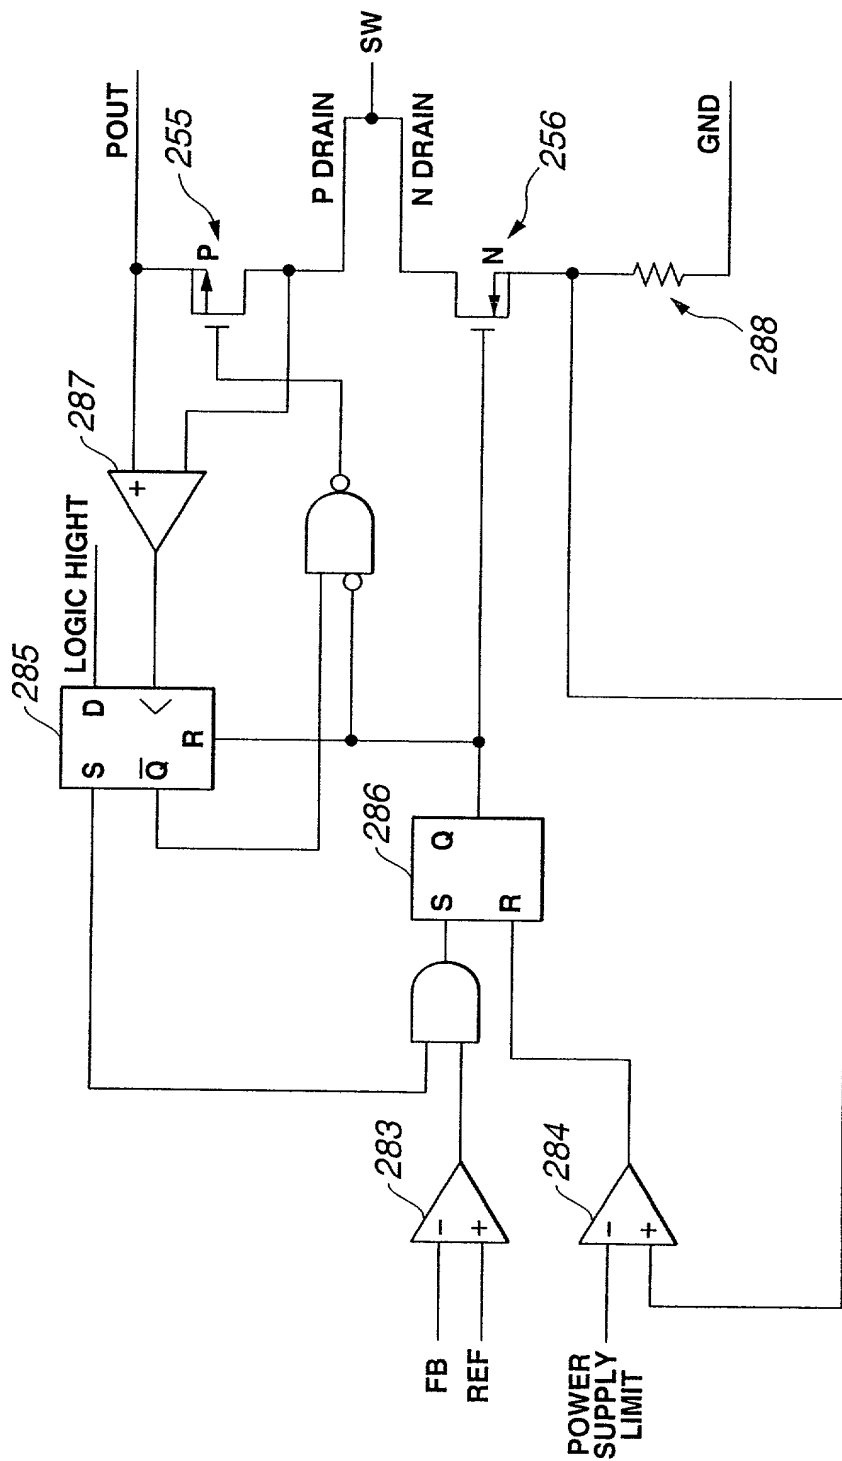 POUT
255
P
P DRAIN
SW
N DRAIN
N
256
GND
288
287
+
LOGIC HIGHT
285
D
S
Q
R
286
Q
S
R
283
-
+
FB
REF
284
-
+
POWER
SUPPLY
LIMIT